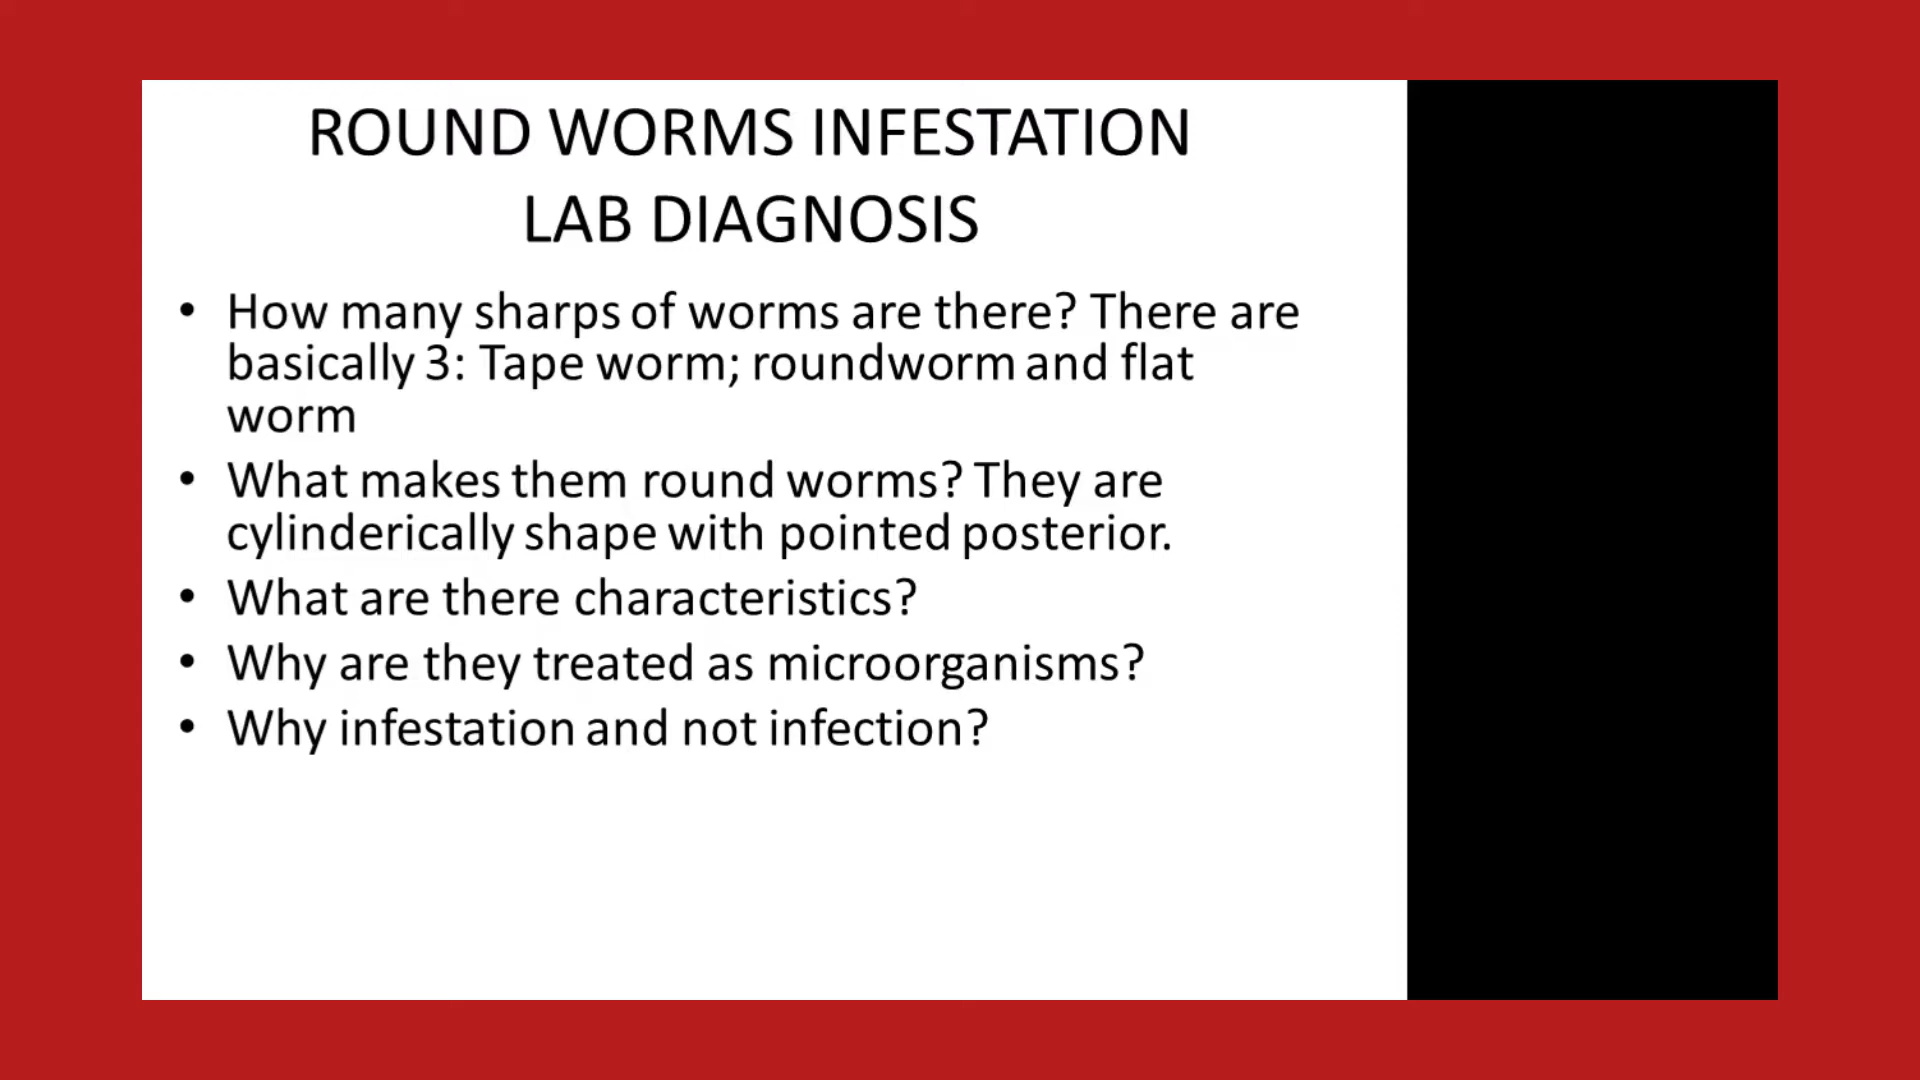 ROUND WORMS INFESTATION
LAB DIAGNOSIS
• How many sharps of worms are there? There are
basically 3: Tape worm; roundworm and flat
worm
• What makes them round worms? They are
cylinderically shape with pointed posterior.
• What are there characteristics?
• Why are they treated as microorganisms?
• Why infestation and not infection?